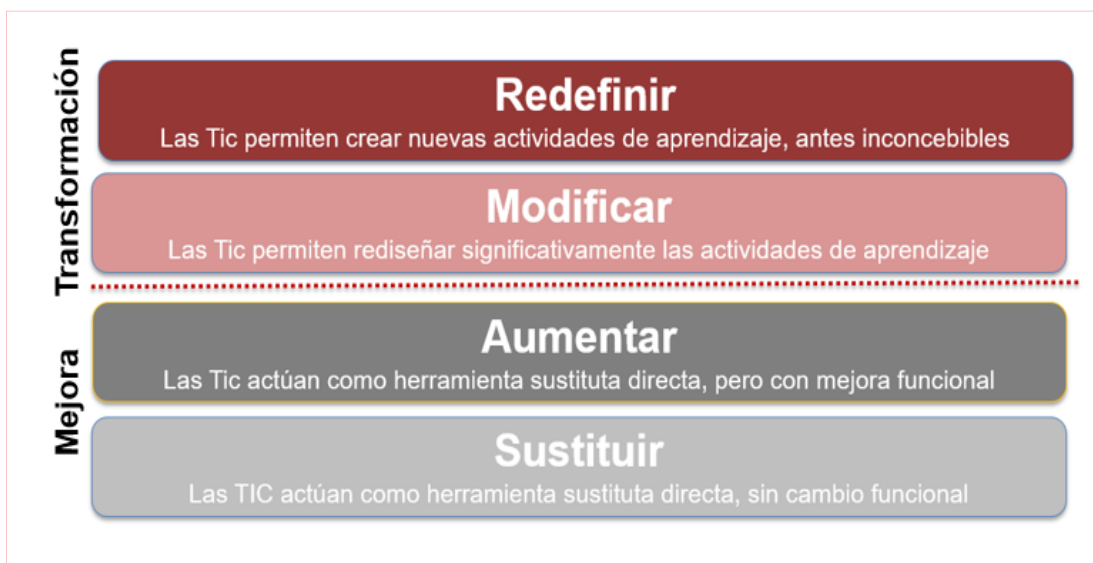 Transformación
Redefinir
Las Tic permiten crear nuevas actividades de aprendizaje, antes inconcebibles
Modificar
Las Tic permiten rediseñar significativamente las actividades de aprendizaje
Mejora
Aumentar
Las Tic actúan como herramienta sustituta directa, pero con mejora funcional
Sustituir
Las TIC actúan como herramienta sustituta directa, sin cambio funcional